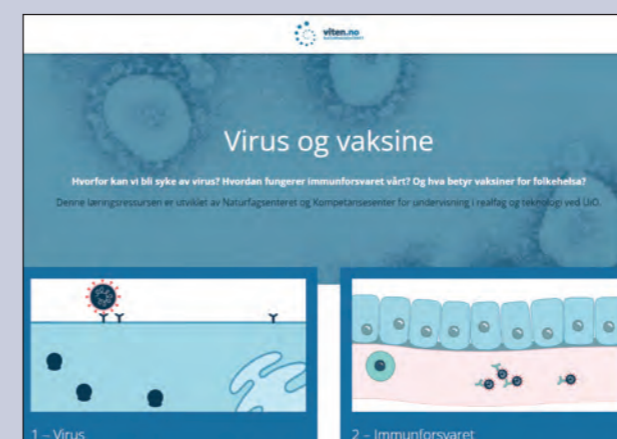 viten.no
Virus og vaksine
Hvorfor kan vi bli syke av virus? Hvordan fungerer immunforsvaret vårt? Og hva betyr vaksiner for folkehelsa?
Denne læringsressursen er utviklet av Naturfagsenteret og Kompetansesenter for undervisning i realfag og teknologi ved UiO.
1 – Virus
2 – Immunforsvaret